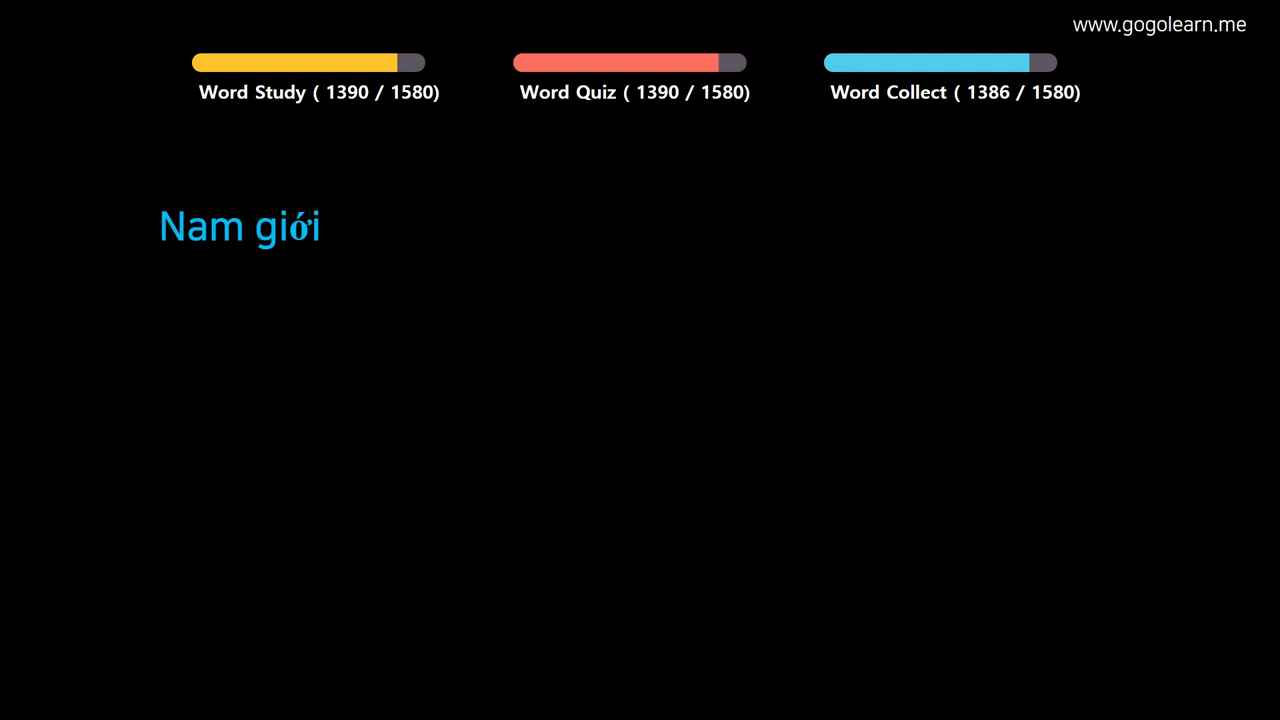 www.gogolearn.me
Word Study ( 1390 / 1580)
Word Quiz ( 1390 / 1580)
Word Collect ( 1386 / 1580)
Nam giới